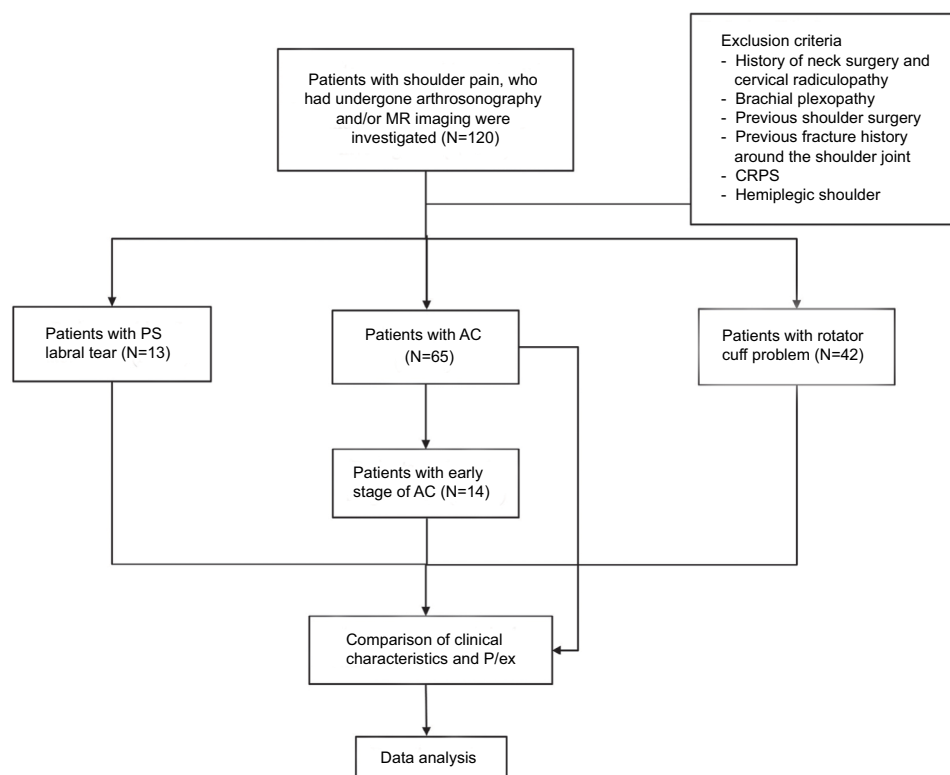 Patients with shoulder pain, who
had undergone arthrosonography
and/or MR imaging were
investigated (N=120)
Exclusion criteria
- History of neck surgery and
cervical radiculopathy
- Brachial plexopathy
- Previous shoulder surgery
- Previous fracture history
around the shoulder joint
- CRPS
- Hemiplegic shoulder
Patients with PS
labral tear (N=13)
Patients with AC
(N=65)
Patients with rotator
cuff problem (N=42)
Patients with early
stage of AC (N=14)
Comparison of clinical
characteristics and P/ex
Data analysis